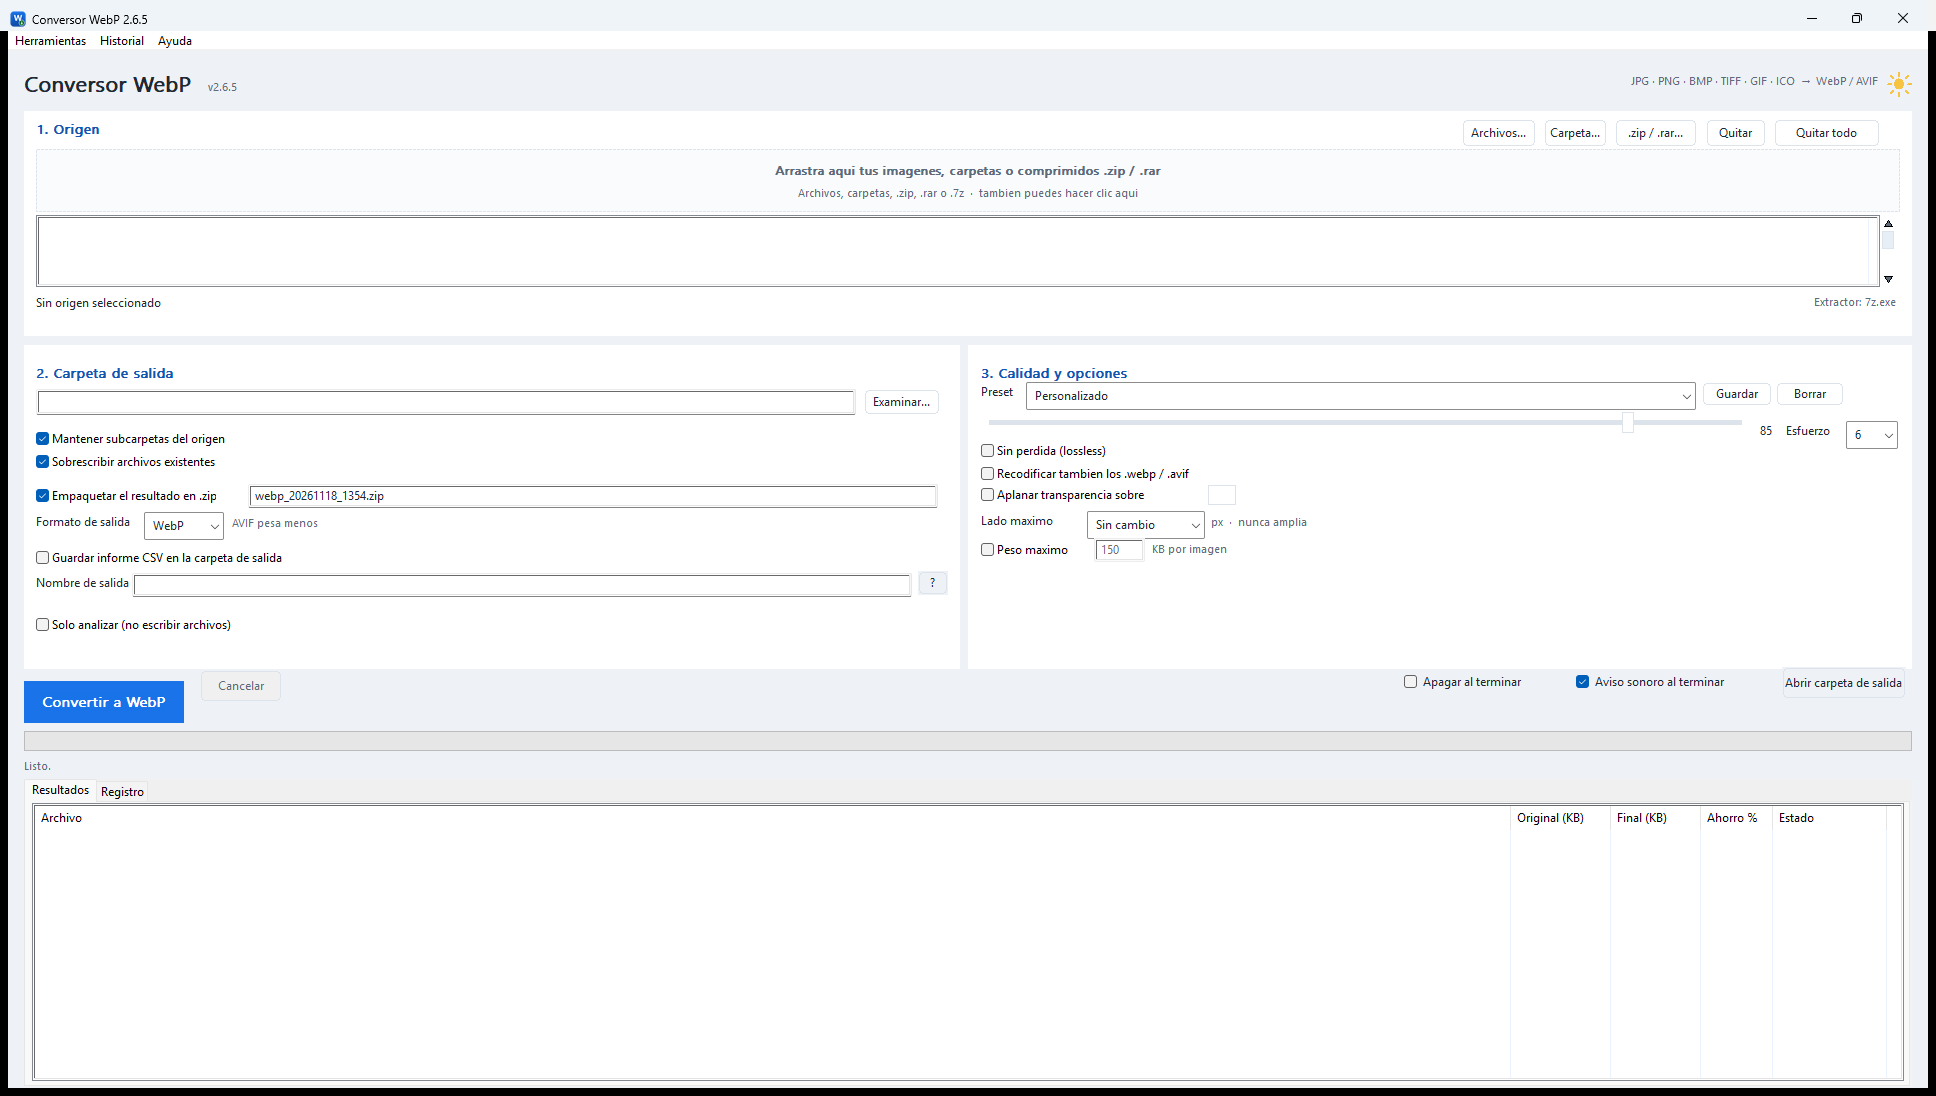 Conversor WebP 2.6.5
Herramientas Historial Ayuda
Conversor WebP v2.6.5 JPG · PNG · BMP · TIFF · GIF · ICO → WebP / AVIF
1. Origen Archivos... Carpeta... .zip / .rar... Quitar Quitar todo
Arrastra aqui tus imagenes, carpetas o comprimidos .zip / .rar
Archivos, carpetas, .zip, .rar o .7z · tambien puedes hacer clic aqui
Sin origen seleccionado Extractor: 7z.exe
2. Carpeta de salida
Examinar...
Mantener subcarpetas del origen
Sobrescribir archivos existentes
Empaquetar el resultado en .zip webp_20261118_1354.zip
Formato de salida WebP AVIF pesa menos
Guardar informe CSV en la carpeta de salida
Nombre de salida ?
Solo analizar (no escribir archivos)
3. Calidad y opciones
Preset Personalizado Guardar Borrar
85 Esfuerzo 6
Sin perdida (lossless)
Recodificar tambien los .webp / .avif
Aplanar transparencia sobre
Lado maximo Sin cambio px · nunca amplia
Peso maximo 150 KB por imagen
Convertir a WebP Cancelar Apagar al terminar Aviso sonoro al terminar Abrir carpeta de salida
Listo.
Resultados Registro
Archivo Original (KB) Final (KB) Ahorro % Estado